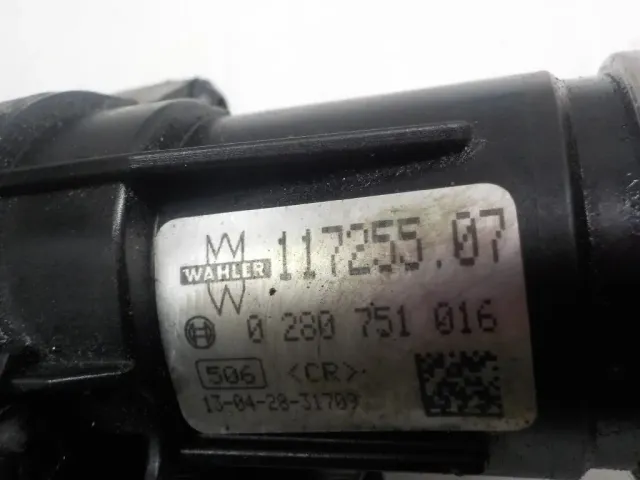 WAHLER 117255.07
0 280 751 016
506 <CR>
13-04-28-31709